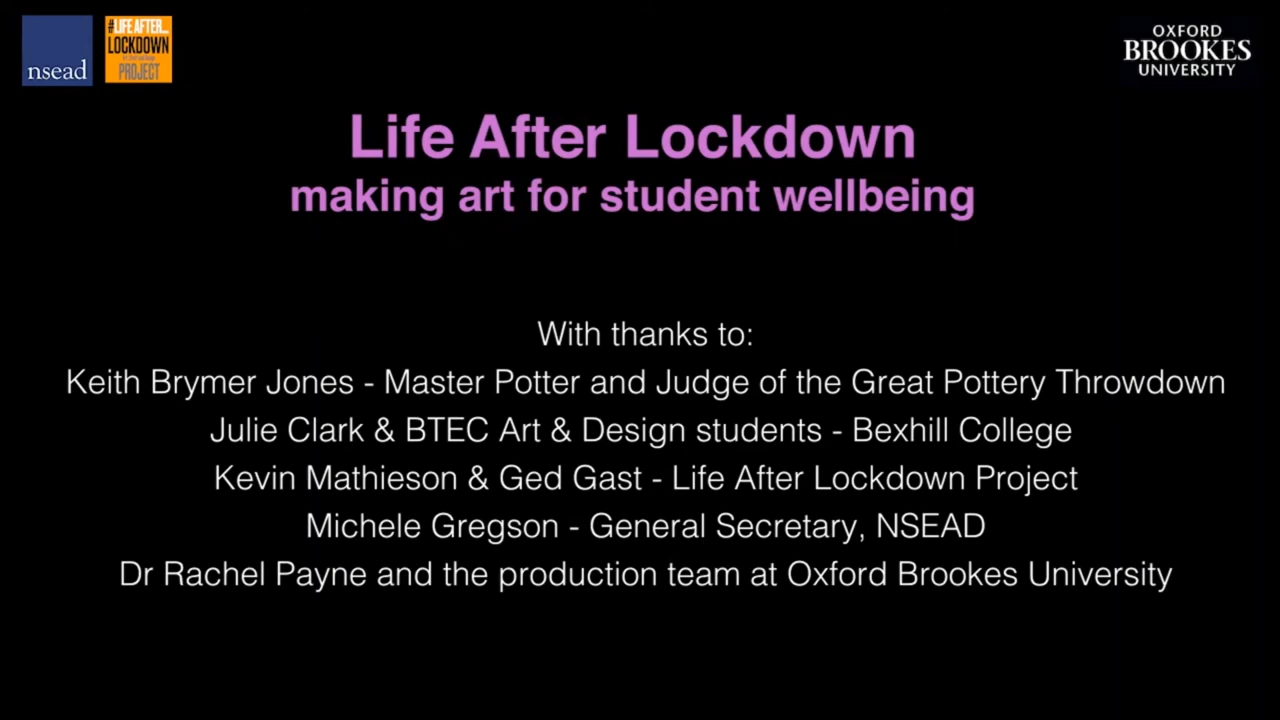 nsead
LIFE AFTER...
LOCKDOWN
PROJECT
OXFORD
BROOKES
UNIVERSITY
Life After Lockdown
making art for student wellbeing
With thanks to:
Keith Brymer Jones - Master Potter and Judge of the Great Pottery Throwdown
Julie Clark & BTEC Art & Design students - Bexhill College
Kevin Mathieson & Ged Gast - Life After Lockdown Project
Michele Gregson - General Secretary, NSEAD
Dr Rachel Payne and the production team at Oxford Brookes University